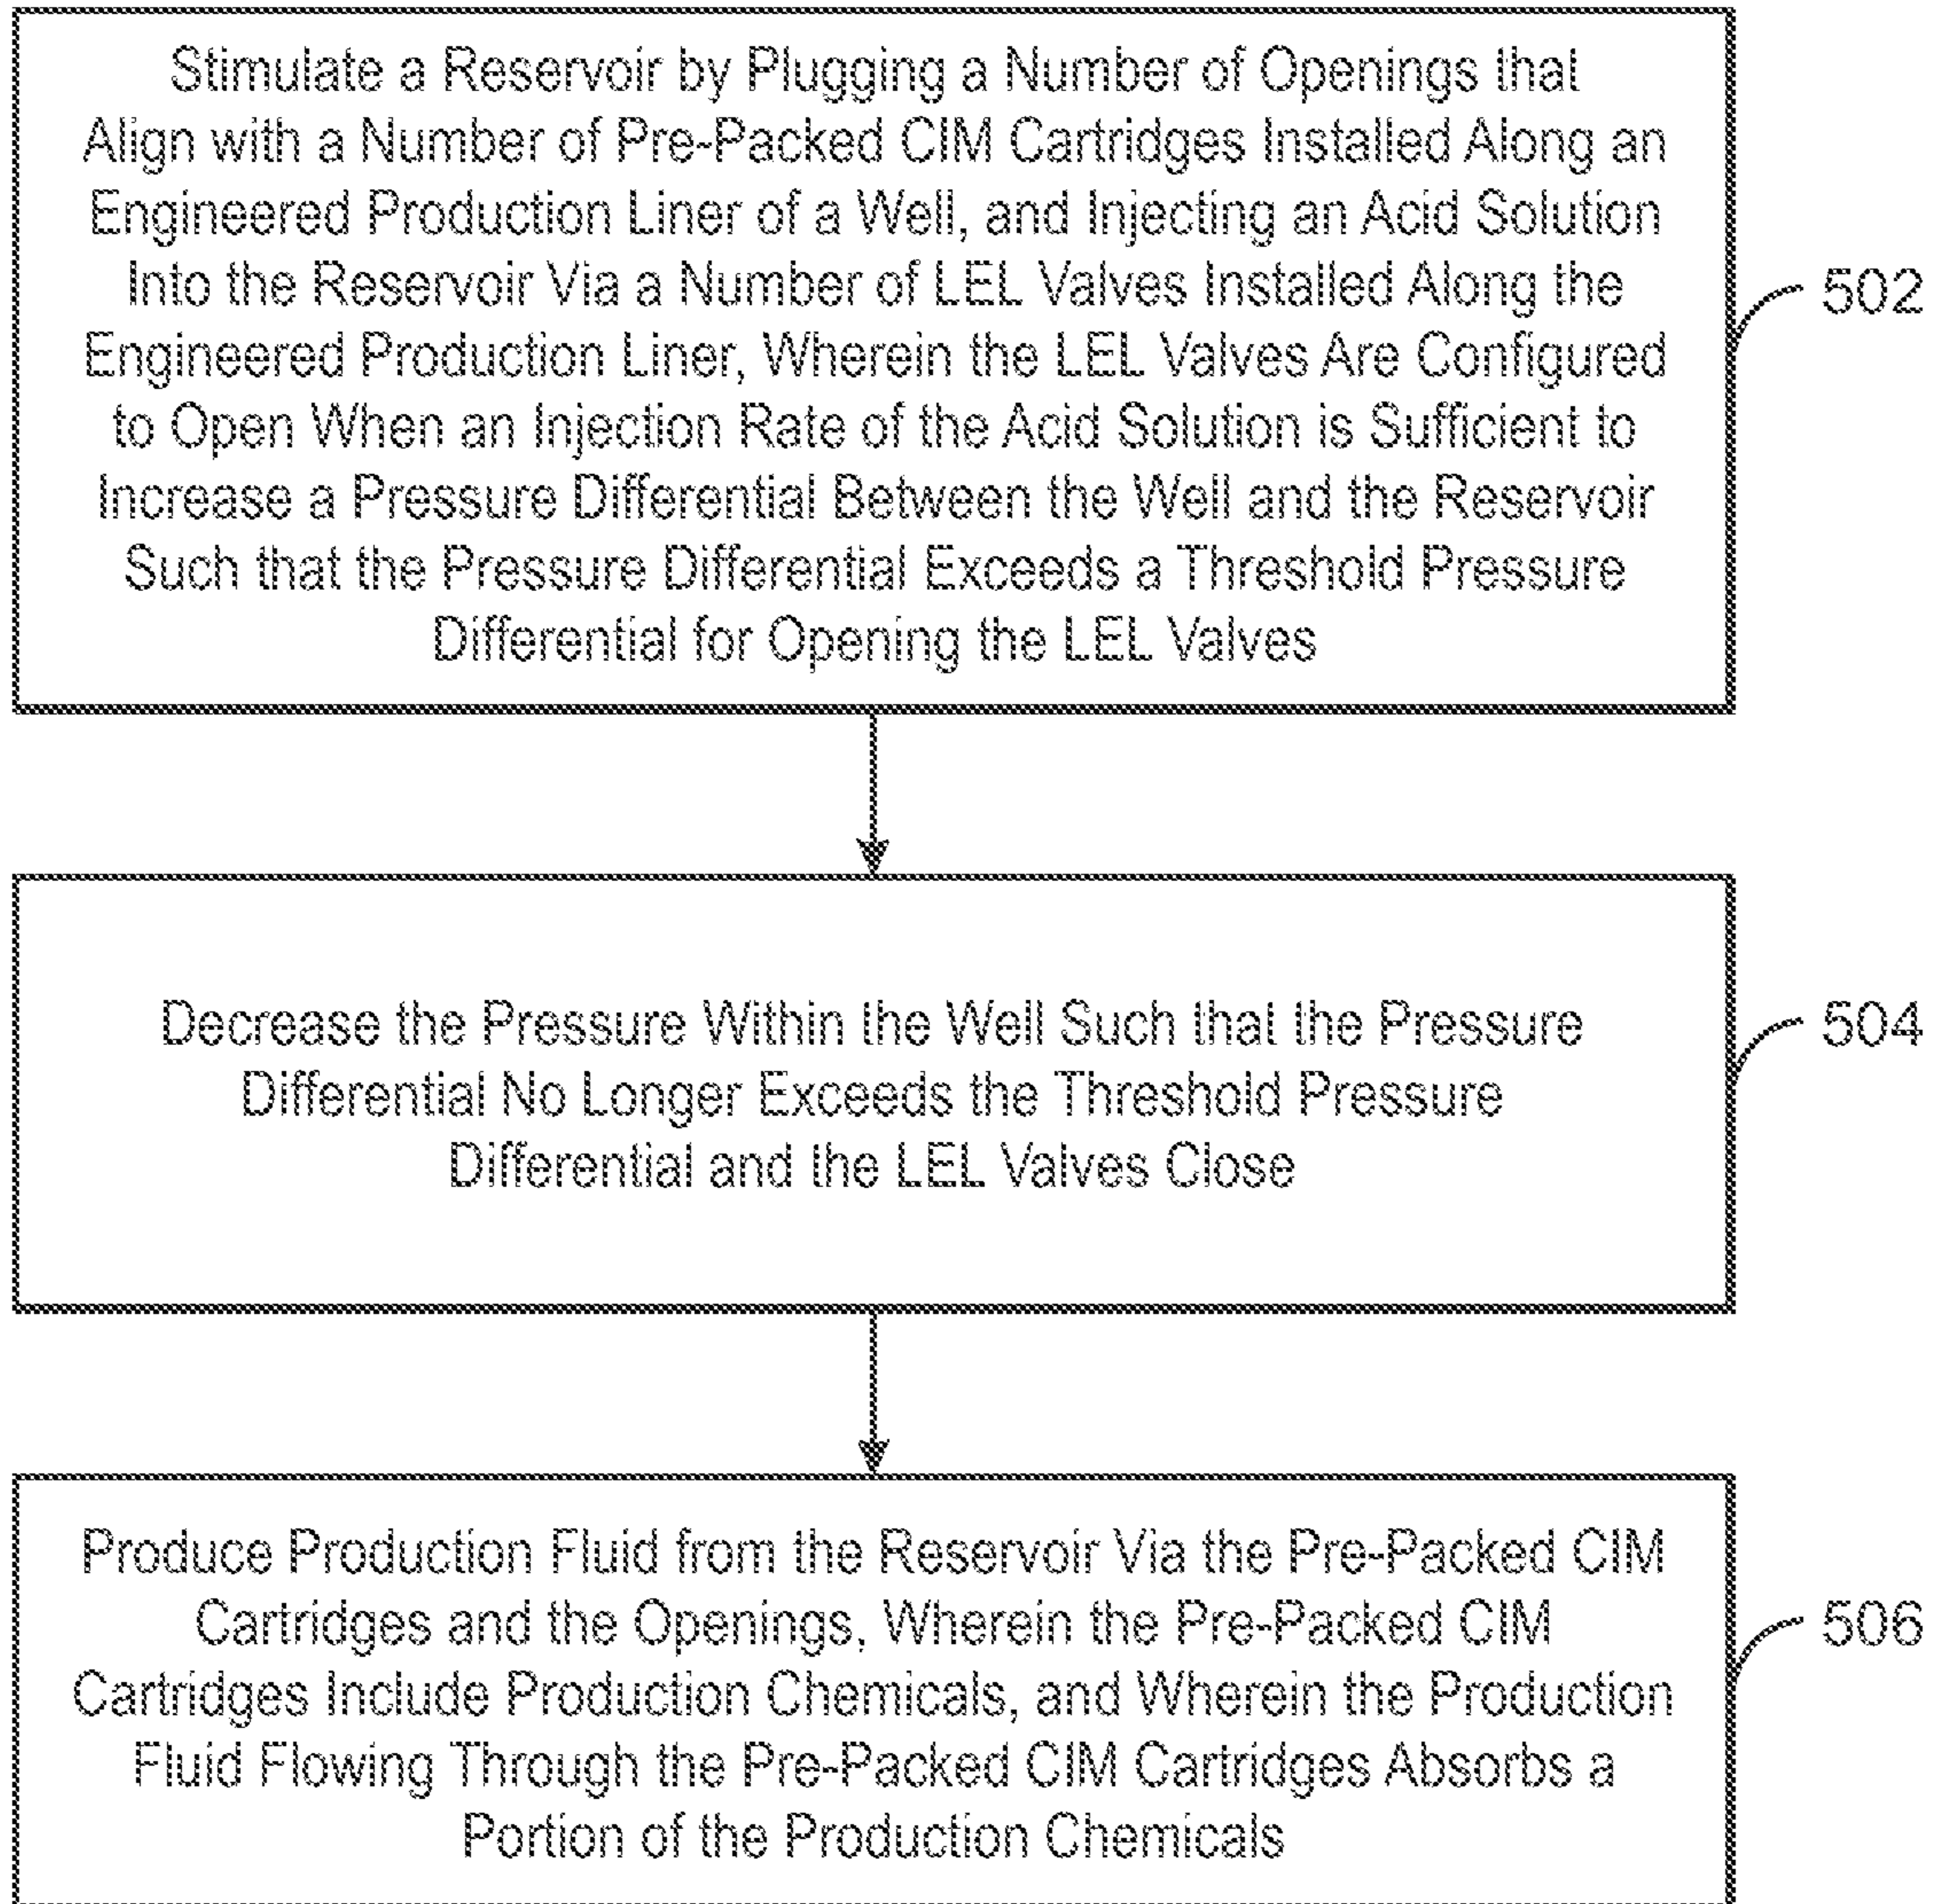 Stimulate a Reservoir by Plugging a Number of Openings that
Align with a Number of Pre-Packed CIM Cartridges Installed Along an
Engineered Production Liner of a Well, and Injecting an Acid Solution
Into the Reservoir Via a Number of LEL Valves Installed Along the
Engineered Production Liner, Wherein the LEL Valves Are Configured
to Open When an Injection Rate of the Acid Solution is Sufficient to
Increase a Pressure Differential Between the Well and the Reservoir
Such that the Pressure Differential Exceeds a Threshold Pressure
Differential for Opening the LEL Valves
502
Decrease the Pressure Within the Well Such that the Pressure
Differential No Longer Exceeds the Threshold Pressure
Differential and the LEL Valves Close
504
Produce Production Fluid from the Reservoir Via the Pre-Packed CIM
Cartridges and the Openings, Wherein the Pre-Packed CIM
Cartridges Include Production Chemicals, and Wherein the Production
Fluid Flowing Through the Pre-Packed CIM Cartridges Absorbs a
Portion of the Production Chemicals
506